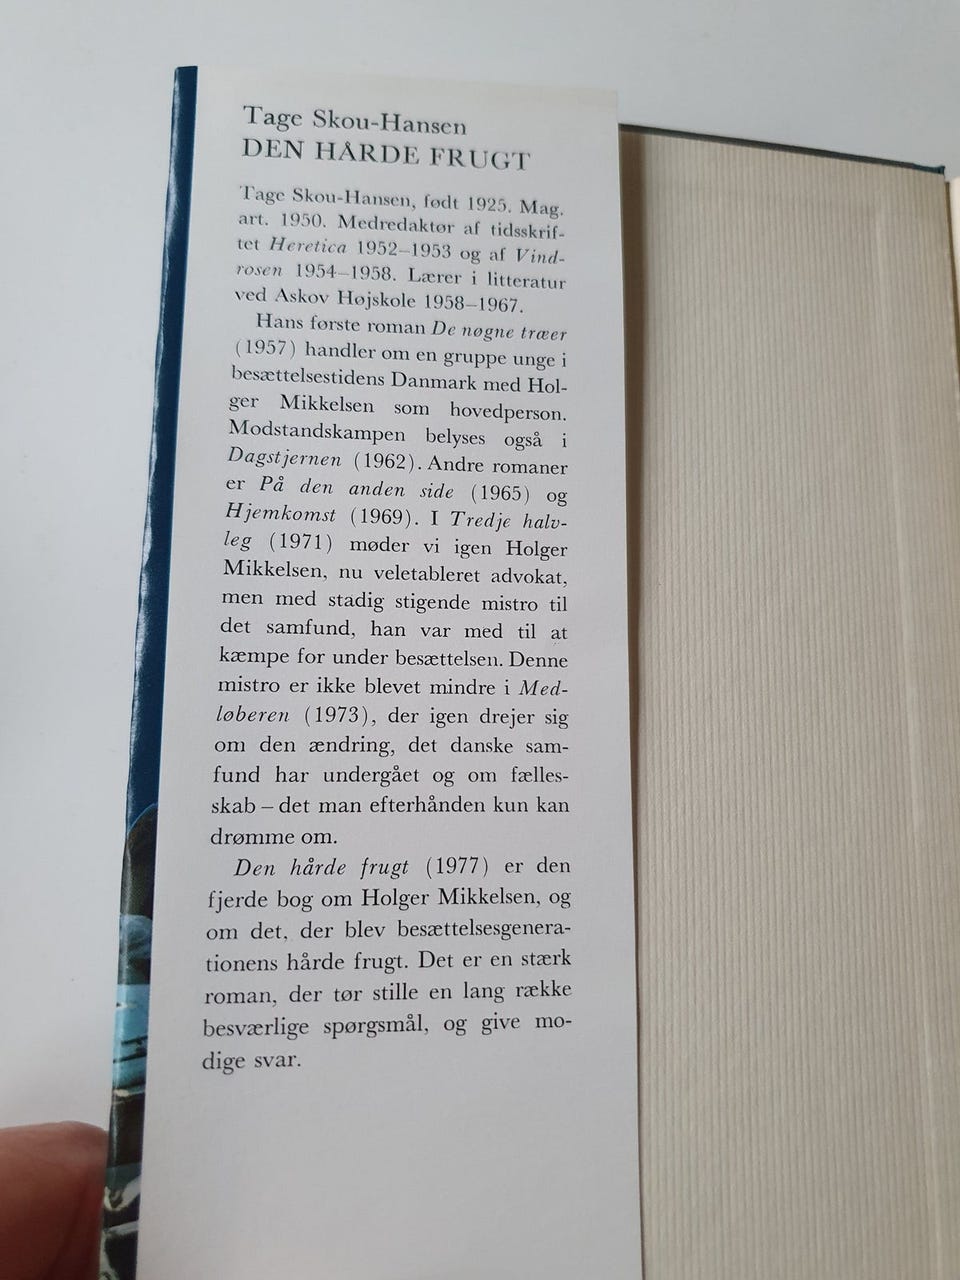 Tage Skou-Hansen
DEN HÅRDE FRUGT
Tage Skou-Hansen, født 1925. Mag.
art. 1950. Medredaktør af tidsskrif-
tet Heretica 1952–1953 og af Vind-
rosen 1954–1958. Lærer i litteratur
ved Askov Højskole 1958–1967.
Hans første roman De nøgne træer
(1957) handler om en gruppe unge i
besættelsestidens Danmark med Hol-
ger Mikkelsen som hovedperson.
Modstandskampen belyses også i
Dagstjernen (1962). Andre romaner
er På den anden side (1965) og
Hjemkomst (1969). I Tredje halv-
leg (1971) møder vi igen Holger
Mikkelsen, nu veletableret advokat,
men med stadig stigende mistro til
det samfund, han var med til at
kæmpe for under besættelsen. Denne
mistro er ikke blevet mindre i Med-
løberen (1973), der igen drejer sig
om den ændring, det danske sam-
fund har undergået og om fælles-
skab – det man efterhånden kun kan
drømme om.
Den hårde frugt (1977) er den
fjerde bog om Holger Mikkelsen, og
om det, der blev besættelsesgenera-
tionens hårde frugt. Det er en stærk
roman, der tør stille en lang række
besværlige spørgsmål, og give mo-
dige svar.